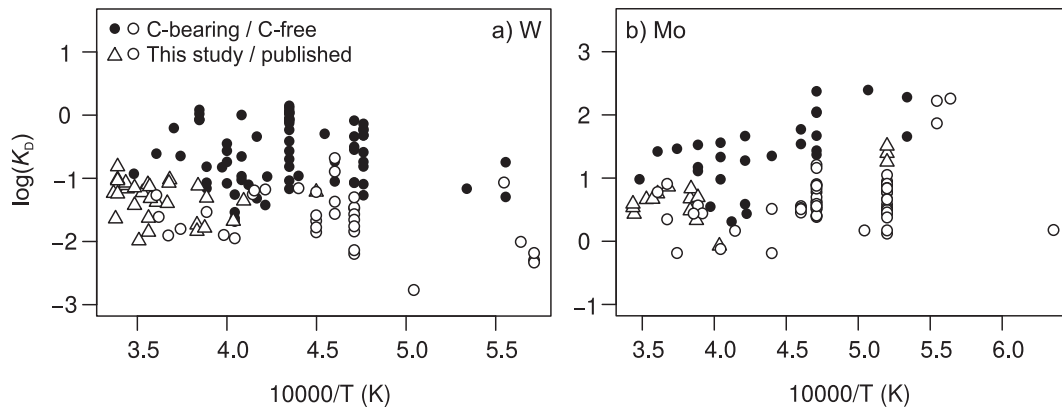 ● C-bearing / ○ C-free
△ This study / ○ published
a) W
b) Mo
log(K_D)
1
0
−1
−2
−3
3.5 4.0 4.5 5.0 5.5
10000/T (K)
3
2
1
0
−1
3.5 4.0 4.5 5.0 5.5 6.0
10000/T (K)